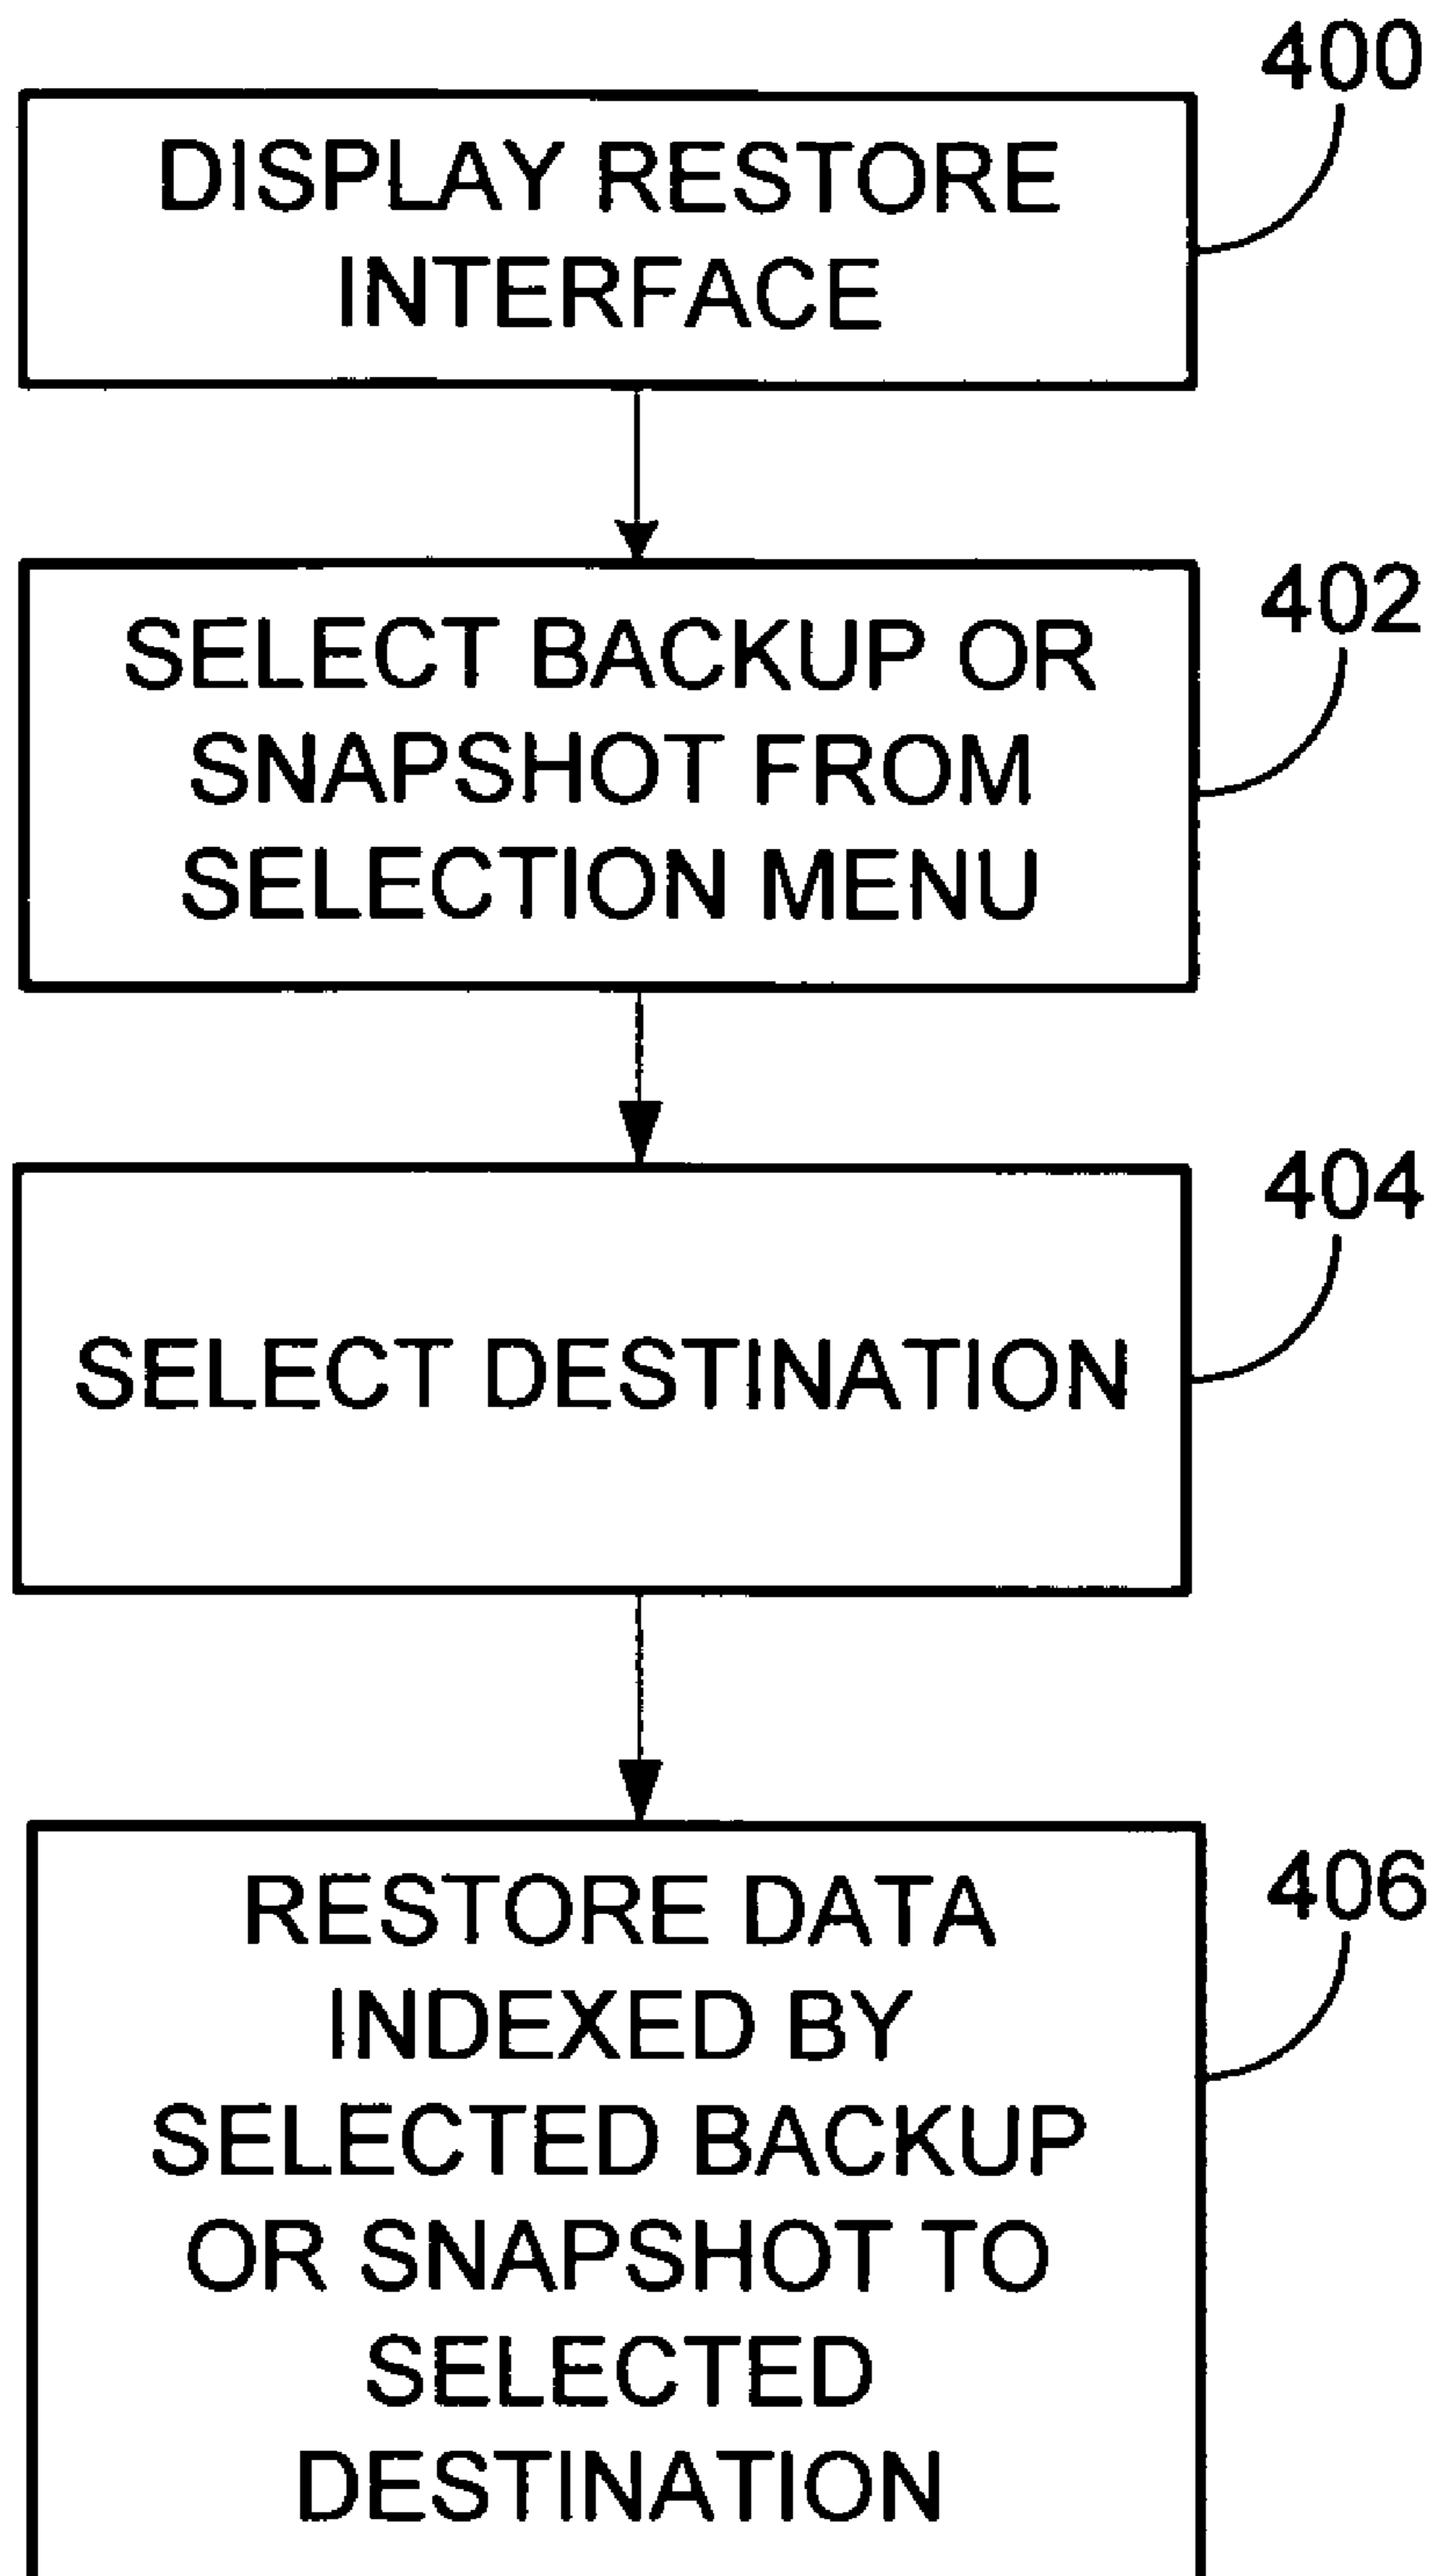 400
DISPLAY RESTORE
INTERFACE
402
SELECT BACKUP OR
SNAPSHOT FROM
SELECTION MENU
404
SELECT DESTINATION
406
RESTORE DATA
INDEXED BY
SELECTED BACKUP
OR SNAPSHOT TO
SELECTED
DESTINATION